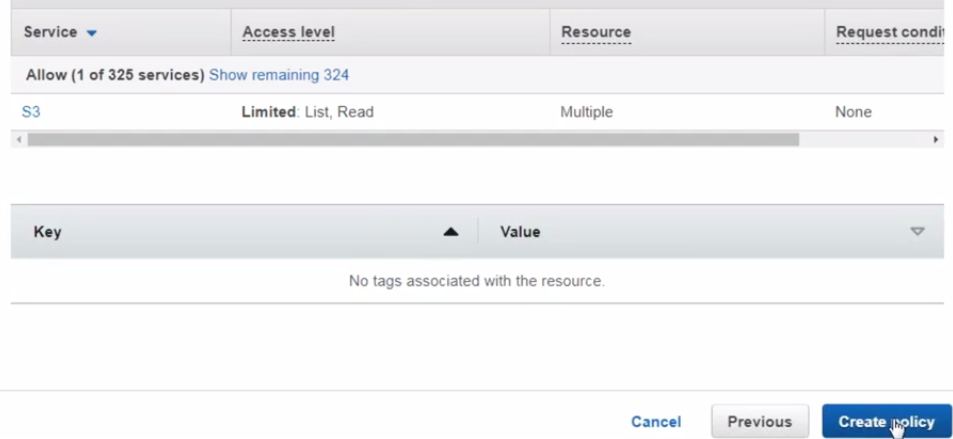 Service Access level Resource Request condit
Allow (1 of 325 services) Show remaining 324
S3 Limited: List, Read Multiple None
Key Value
No tags associated with the resource.
Cancel Previous Create policy